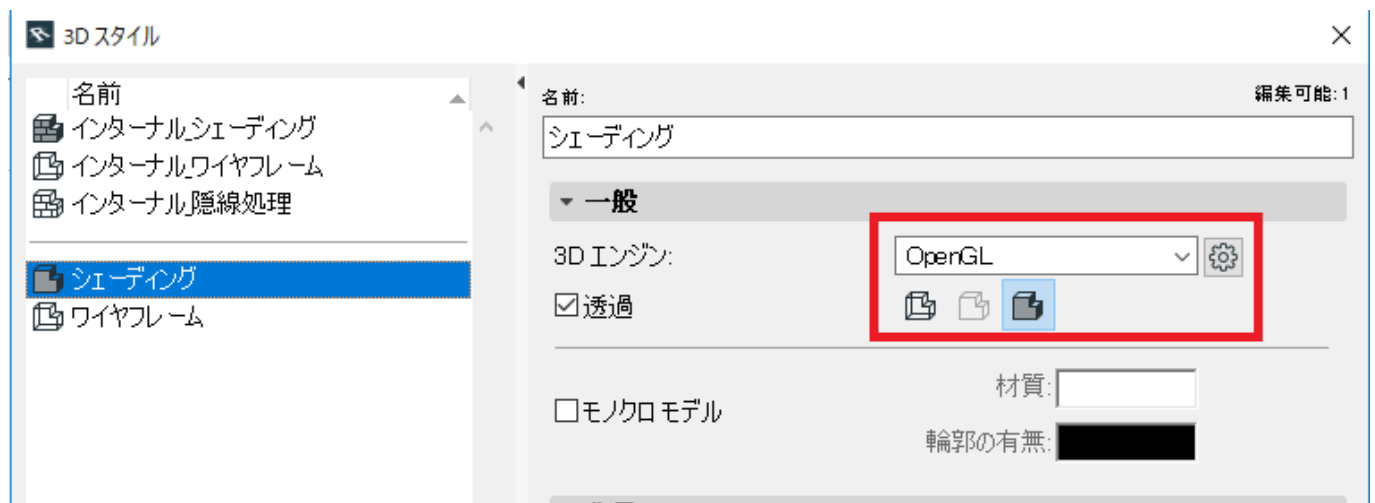 3D スタイル
名前
インターナル_シェーディング
インターナル_ワイヤフレーム
インターナル_隠線処理
シェーディング
ワイヤフレーム
名前:
編集可能: 1
シェーディング
一般
3D エンジン:
OpenGL
透過
モノクロ モデル
材質:
輪郭の有無: